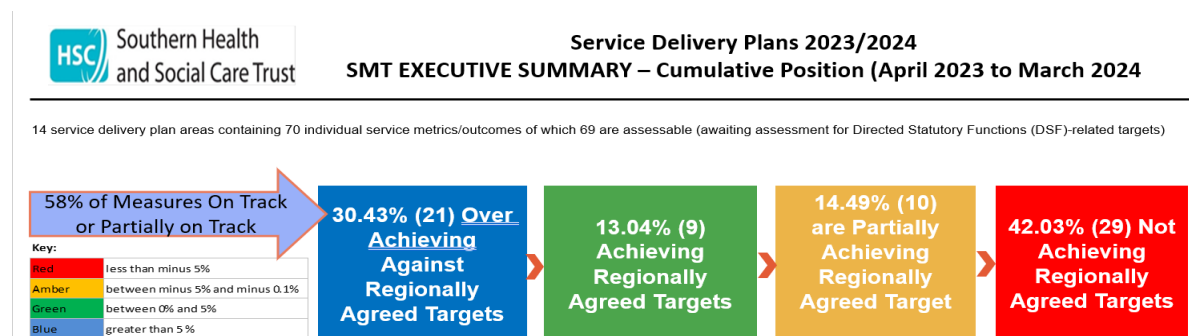 HSC Southern Health
and Social Care Trust
Service Delivery Plans 2023/2024
SMT EXECUTIVE SUMMARY – Cumulative Position (April 2023 to March 2024
14 service delivery plan areas containing 70 individual service metrics/outcomes of which 69 are assessable (awaiting assessment for Directed Statutory Functions (DSF)-related targets)
58% of Measures On Track
or Partially on Track
Key:
Red less than minus 5%
Amber between minus 5% and minus 0.1%
Green between 0% and 5%
Blue greater than 5%
30.43% (21) Over
Achieving
Against
Regionally
Agreed Targets
13.04% (9)
Achieving
Regionally
Agreed Targets
14.49% (10)
are Partially
Achieving
Regionally
Agreed Target
42.03% (29) Not
Achieving
Regionally
Agreed Targets